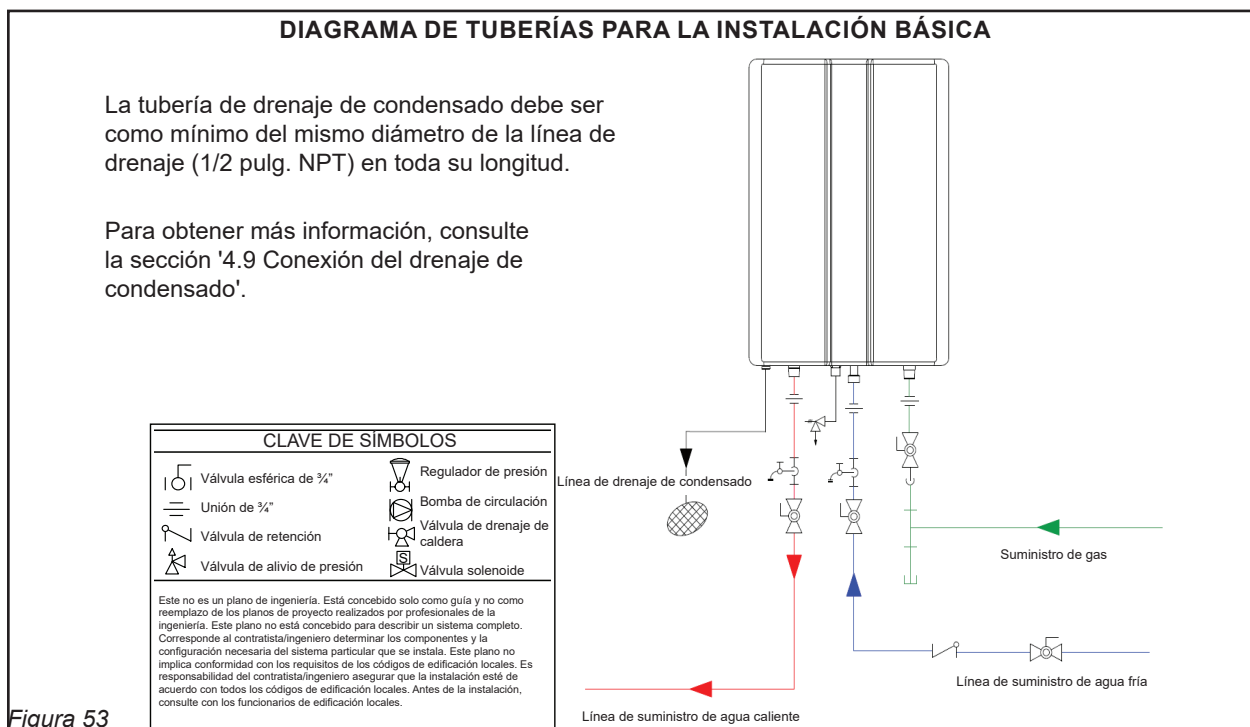 DIAGRAMA DE TUBERÍAS PARA LA INSTALACIÓN BÁSICA
La tubería de drenaje de condensado debe ser
como mínimo del mismo diámetro de la línea de
drenaje (1/2 pulg. NPT) en toda su longitud.
Para obtener más información, consulte
la sección '4.9 Conexión del drenaje de
condensado'.
CLAVE DE SÍMBOLOS
Válvula esférica de ¾"
Unión de ¾"
Válvula de retención
Válvula de alivio de presión
Regulador de presión
Bomba de circulación
Válvula de drenaje de
caldera
S
Válvula solenoide
Este no es un plano de ingeniería. Está concebido solo como guía y no como
reemplazo de los planos de proyecto realizados por profesionales de la
ingeniería. Este plano no está concebido para describir un sistema completo.
Corresponde al contratista/ingeniero determinar los componentes y la
configuración necesaria del sistema particular que se instala. Este plano no
implica conformidad con los requisitos de los códigos de edificación locales. Es
responsabilidad del contratista/ingeniero asegurar que la instalación esté de
acuerdo con todos los códigos de edificación locales. Antes de la instalación,
consulte con los funcionarios de edificación locales.
Línea de drenaje de condensado
Suministro de gas
Línea de suministro de agua fría
Línea de suministro de agua caliente
Figura 53